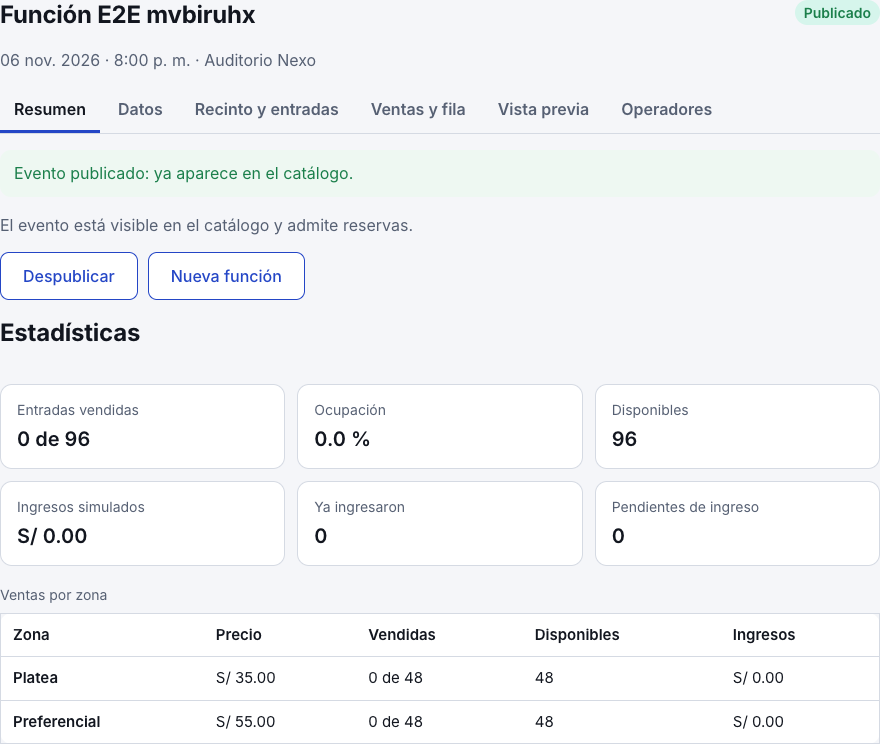 Función E2E mvbiruhx
Publicado
06 nov. 2026 · 8:00 p. m. · Auditorio Nexo
Resumen Datos Recinto y entradas Ventas y fila Vista previa Operadores
Evento publicado: ya aparece en el catálogo.
El evento está visible en el catálogo y admite reservas.
Despublicar Nueva función
Estadísticas
Entradas vendidas
0 de 96
Ocupación
0.0 %
Disponibles
96
Ingresos simulados
S/ 0.00
Ya ingresaron
0
Pendientes de ingreso
0
Ventas por zona
Zona Precio Vendidas Disponibles Ingresos
Platea S/ 35.00 0 de 48 48 S/ 0.00
Preferencial S/ 55.00 0 de 48 48 S/ 0.00